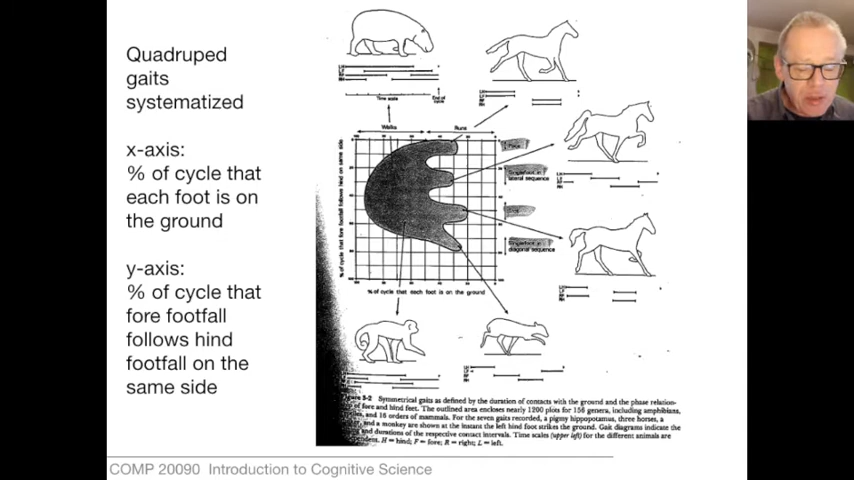 Quadruped
gaits
systematized
x-axis:
% of cycle that
each foot is on
the ground
y-axis:
% of cycle that
fore footfall
follows hind
footfall on the
same side
Time scale
End of
cycle
Walks
Runs
% of cycle that fore footfall follows hind on same side
lateral sequence
diagonal sequence
% of cycle that each foot is on the ground
Figure 3-2 Symmetrical gaits as defined by the duration of contacts with the ground and the phase relation-
of fore and hind feet. The outlined area encloses nearly 1200 plots for 156 genera, including amphibians,
and 16 orders of mammals. For the seven gaits recorded, a pigmy hippopotamus, three horses, a
and a monkey are shown at the instant the left hind foot strikes the ground. Gait diagrams indicate the
and durations of the respective contact intervals. Time scales (upper left) for the different animals are
H = hind; F = fore; R = right; L = left.
COMP 20090 Introduction to Cognitive Science